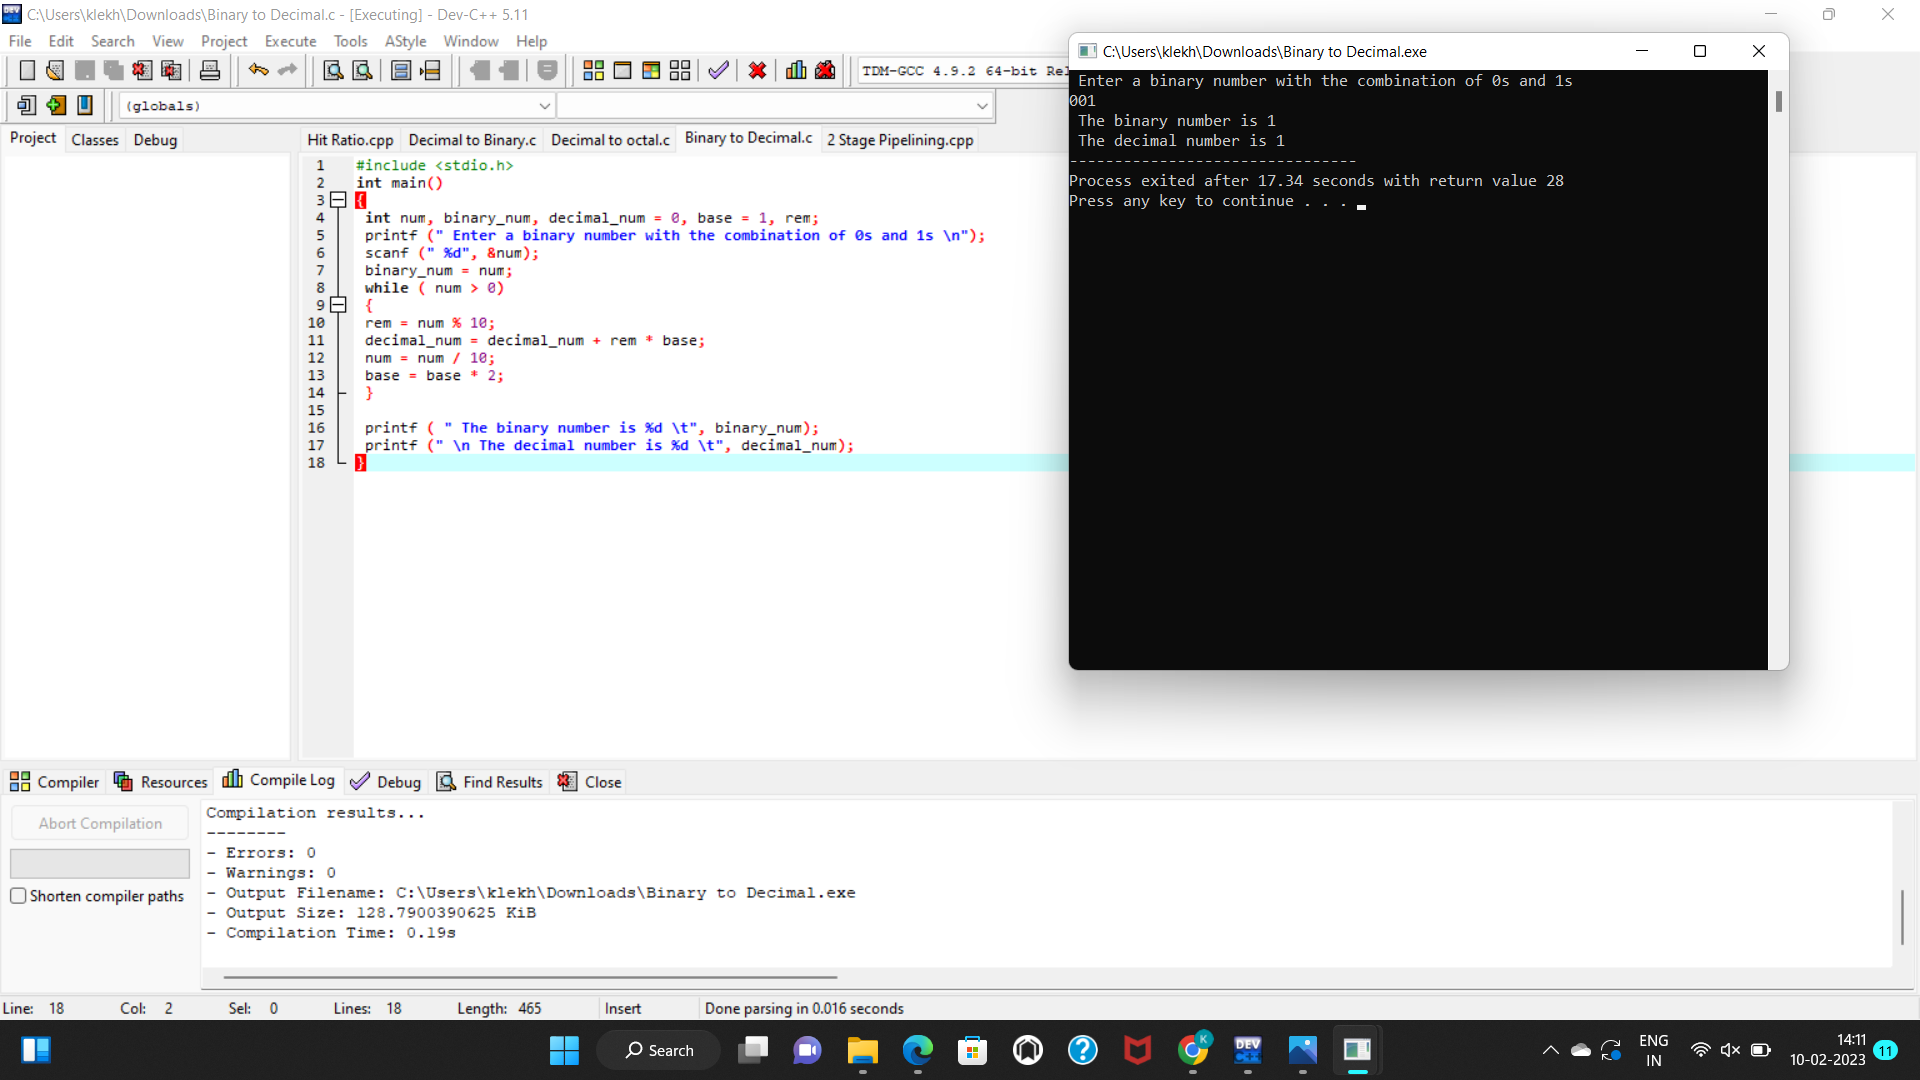 C:\Users\klekh\Downloads\Binary to Decimal.c - [Executing] - Dev-C++ 5.11
File Edit Search View Project Execute Tools AStyle Window Help
TDM-GCC 4.9.2 64-bit Rel
(globals)
Project Classes Debug
Hit Ratio.cpp Decimal to Binary.c Decimal to octal.c Binary to Decimal.c 2 Stage Pipelining.cpp
1 #include <stdio.h>
2 int main()
3 {
4 int num, binary_num, decimal_num = 0, base = 1, rem;
5 printf (" Enter a binary number with the combination of 0s and 1s \n");
6 scanf (" %d", &num);
7 binary_num = num;
8 while ( num > 0)
9 {
10 rem = num % 10;
11 decimal_num = decimal_num + rem * base;
12 num = num / 10;
13 base = base * 2;
14 }
15
16 printf ( " The binary number is %d \t", binary_num);
17 printf (" \n The decimal number is %d \t", decimal_num);
18 }
C:\Users\klekh\Downloads\Binary to Decimal.exe
Enter a binary number with the combination of 0s and 1s
001
The binary number is 1
The decimal number is 1
--------------------------------
Process exited after 17.34 seconds with return value 28
Press any key to continue . . .
Compiler Resources Compile Log Debug Find Results Close
Abort Compilation
Shorten compiler paths
Compilation results...
--------
- Errors: 0
- Warnings: 0
- Output Filename: C:\Users\klekh\Downloads\Binary to Decimal.exe
- Output Size: 128.7900390625 KiB
- Compilation Time: 0.19s
Line: 18 Col: 2 Sel: 0 Lines: 18 Length: 465 Insert Done parsing in 0.016 seconds
Search
K
DEV C++
ENG
IN
14:11
10-02-2023
11